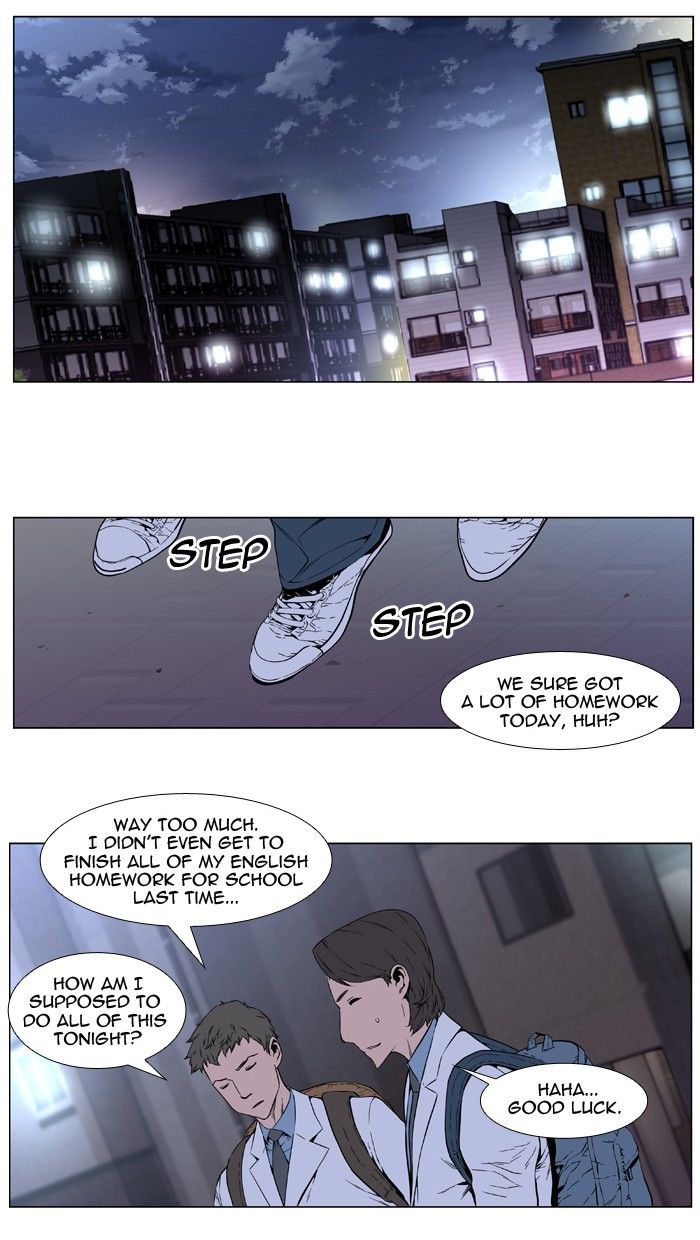 STEP
STEP
WE SURE GOT
A LOT OF HOMEWORK
TODAY, HUH?
WAY TOO MUCH.
I DIDN'T EVEN GET TO
FINISH ALL OF MY ENGLISH
HOMEWORK FOR SCHOOL
LAST TIME...
HOW AM I
SUPPOSED TO
DO ALL OF THIS
TONIGHT?
HAHA...
GOOD LUCK.